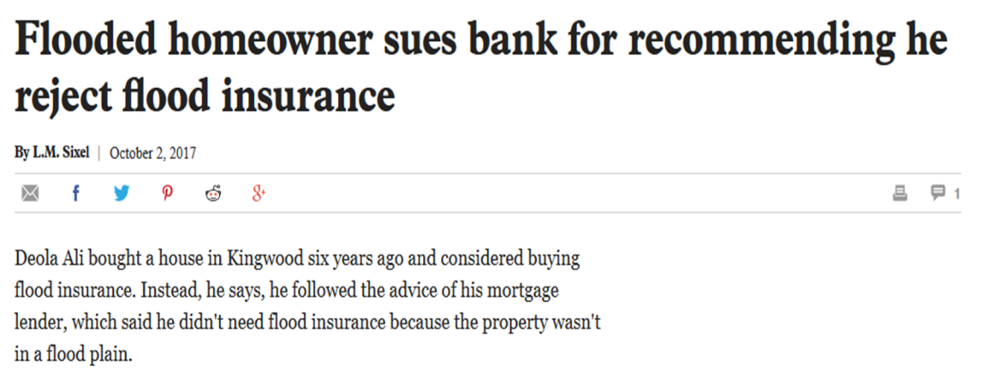 Flooded homeowner sues bank for recommending he
reject flood insurance
By L.M. Sixel | October 2, 2017
f g+ 1
Deola Ali bought a house in Kingwood six years ago and considered buying
flood insurance. Instead, he says, he followed the advice of his mortgage
lender, which said he didn't need flood insurance because the property wasn't
in a flood plain.